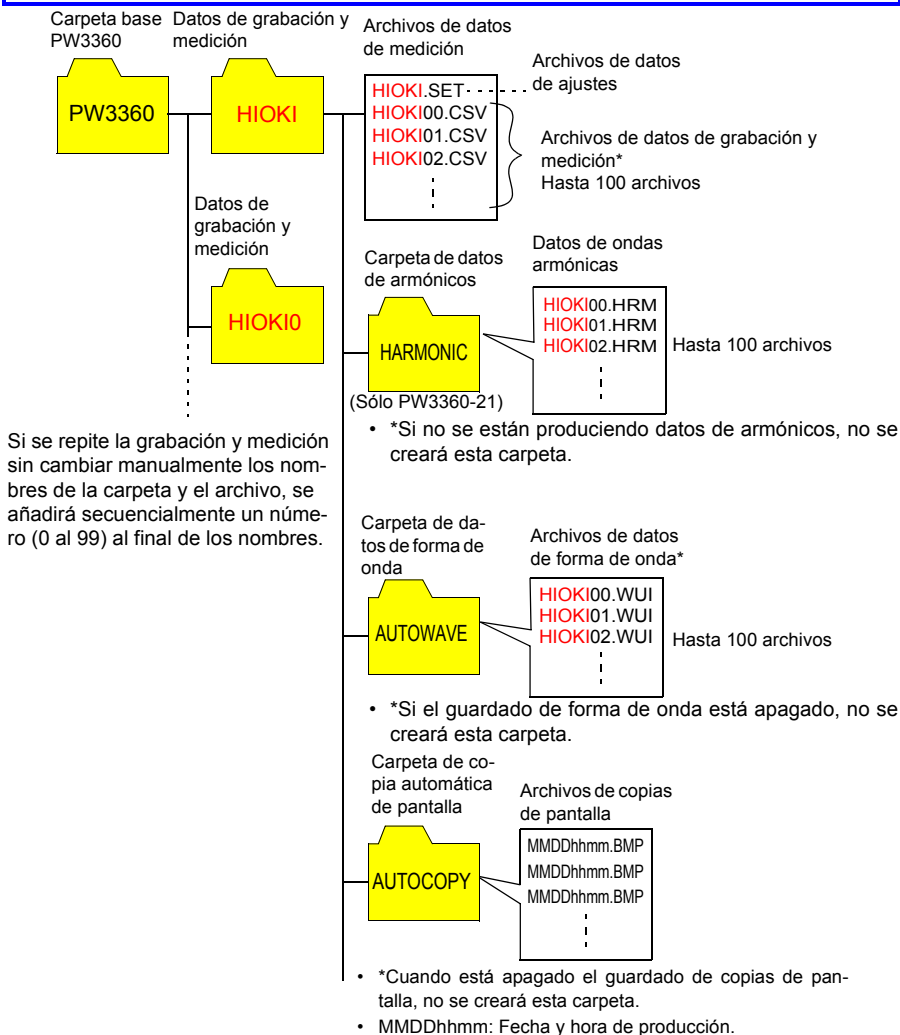 Carpeta base
PW3360
Datos de grabación y
medición
Archivos de datos
de medición
PW3360
HIOKI
HIOKI.SET
HIOKI00.CSV
HIOKI01.CSV
HIOKI02.CSV
Archivos de datos
de ajustes
Archivos de datos de grabación y
medición*
Hasta 100 archivos
Datos de
grabación y
medición
HIOKI0
Carpeta de datos
de armónicos
HARMONIC
(Sólo PW3360-21)
Datos de ondas
armónicas
HIOKI00.HRM
HIOKI01.HRM
HIOKI02.HRM
Hasta 100 archivos
• *Si no se están produciendo datos de armónicos, no se
creará esta carpeta.
Si se repite la grabación y medición
sin cambiar manualmente los nom-
bres de la carpeta y el archivo, se
añadirá secuencialmente un núme-
ro (0 al 99) al final de los nombres.
Carpeta de da-
tos de forma de
onda
AUTOWAVE
Archivos de datos
de forma de onda*
HIOKI00.WUI
HIOKI01.WUI
HIOKI02.WUI
Hasta 100 archivos
• *Si el guardado de forma de onda está apagado, no se
creará esta carpeta.
Carpeta de co-
pia automática
de pantalla
AUTOCOPY
Archivos de copias
de pantalla
MMDDhhmm.BMP
MMDDhhmm.BMP
MMDDhhmm.BMP
• *Cuando está apagado el guardado de copias de pan-
talla, no se creará esta carpeta.
• MMDDhhmm: Fecha y hora de producción.